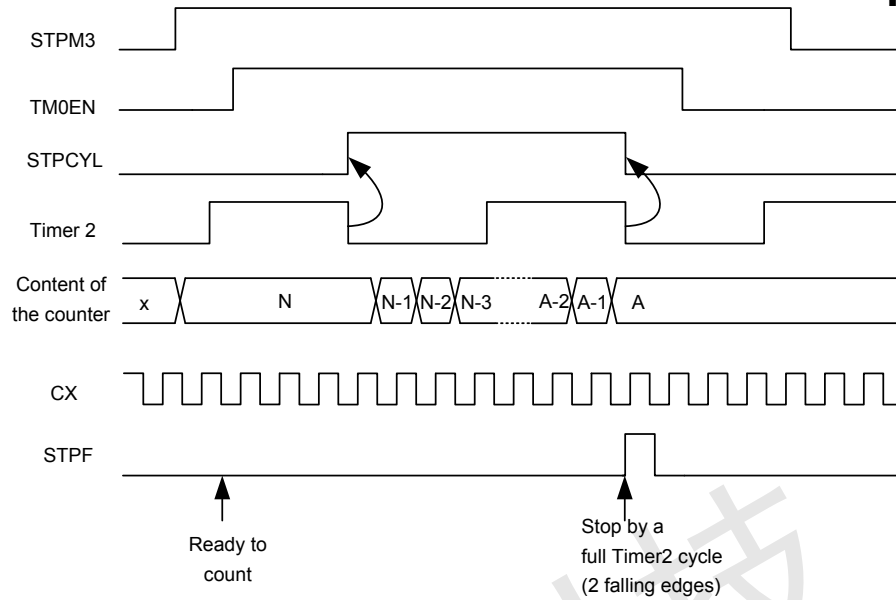 STPM3
TM0EN
STPCYL
Timer 2
Content of
the counter
x
N
N-1
N-2
N-3
A-2
A-1
A
CX
STPF
Ready to
count
Stop by a
full Timer2 cycle
(2 falling edges)
技